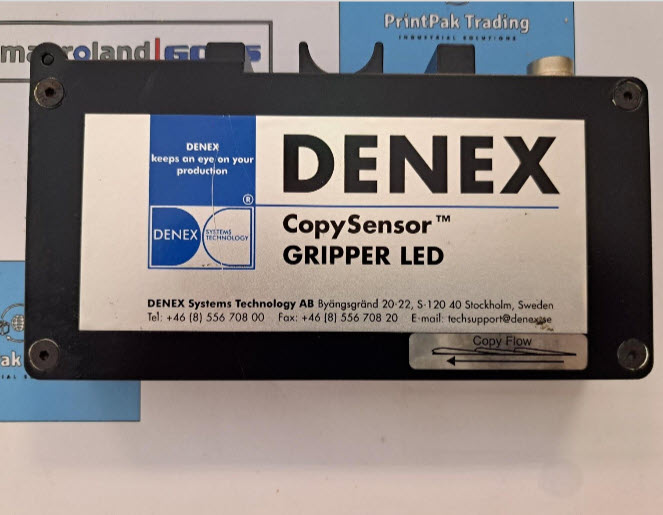 manroland
PrintPak Trading
INDUSTRIAL SOLUTIONS
DENEX
keeps an eye on your
production
®
DENEX
SYSTEMS
TECHNOLOGY
DENEX
CopySensor™
GRIPPER LED
DENEX Systems Technology AB Byängsgränd 20-22, S-120 40 Stockholm, Sweden
Tel: +46 (8) 556 708 00 Fax: +46 (8) 556 708 20 E-mail: techsupport@denex.se
Copy Flow